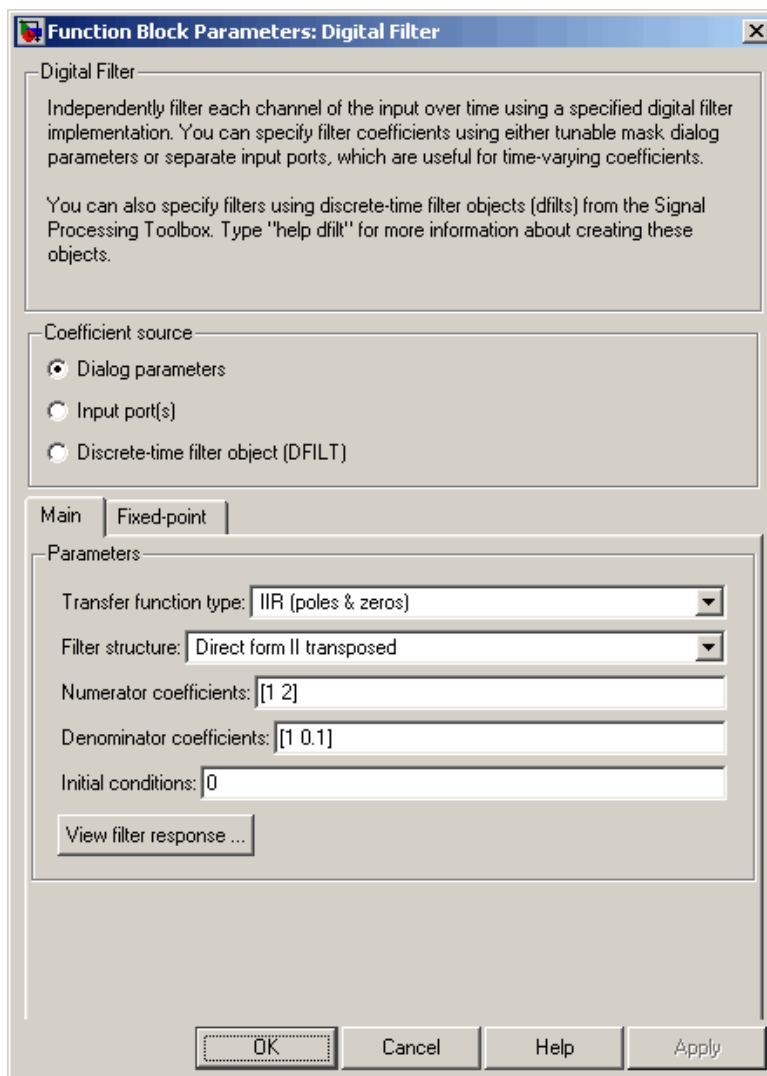 Function Block Parameters: Digital Filter
Digital Filter
Independently filter each channel of the input over time using a specified digital filter
implementation. You can specify filter coefficients using either tunable mask dialog
parameters or separate input ports, which are useful for time-varying coefficients.
You can also specify filters using discrete-time filter objects (dfilts) from the Signal
Processing Toolbox. Type "help dfilt" for more information about creating these
objects.
Coefficient source
Dialog parameters
Input port(s)
Discrete-time filter object (DFILT)
Main Fixed-point
Parameters
Transfer function type: IIR (poles & zeros)
Filter structure: Direct form II transposed
Numerator coefficients: [1 2]
Denominator coefficients: [1 0.1]
Initial conditions: 0
View filter response ...
OK Cancel Help Apply